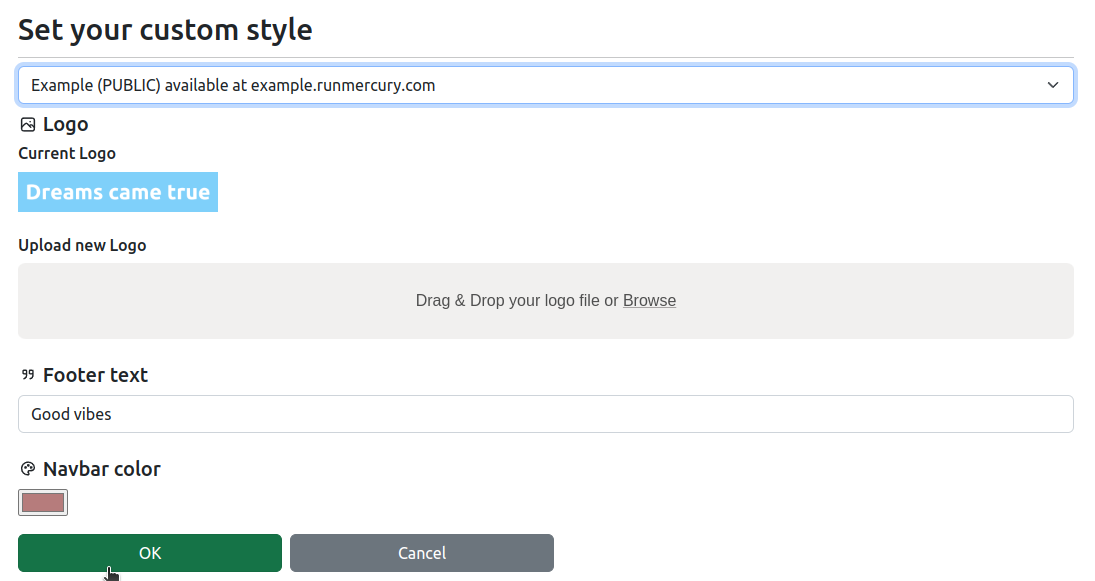 Set your custom style
Example (PUBLIC) available at example.runmercury.com
Logo
Current Logo
Dreams came true
Upload new Logo
Drag & Drop your logo file or Browse
Footer text
Good vibes
Navbar color
OK
Cancel